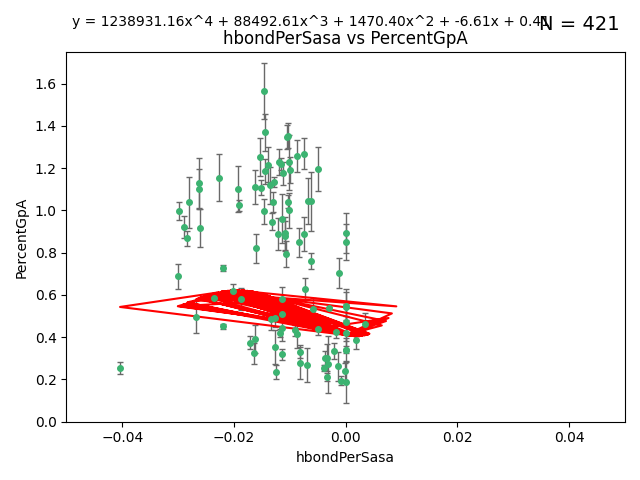 y = 1238931.16x^4 + 88492.61x^3 + 1470.40x^2 + -6.61x + 0.4
N = 421
hbondPerSasa vs PercentGpA
PercentGpA
1.6
1.4
1.2
1.0
0.8
0.6
0.4
0.2
0.0
−0.04 −0.02 0.00 0.02 0.04
hbondPerSasa